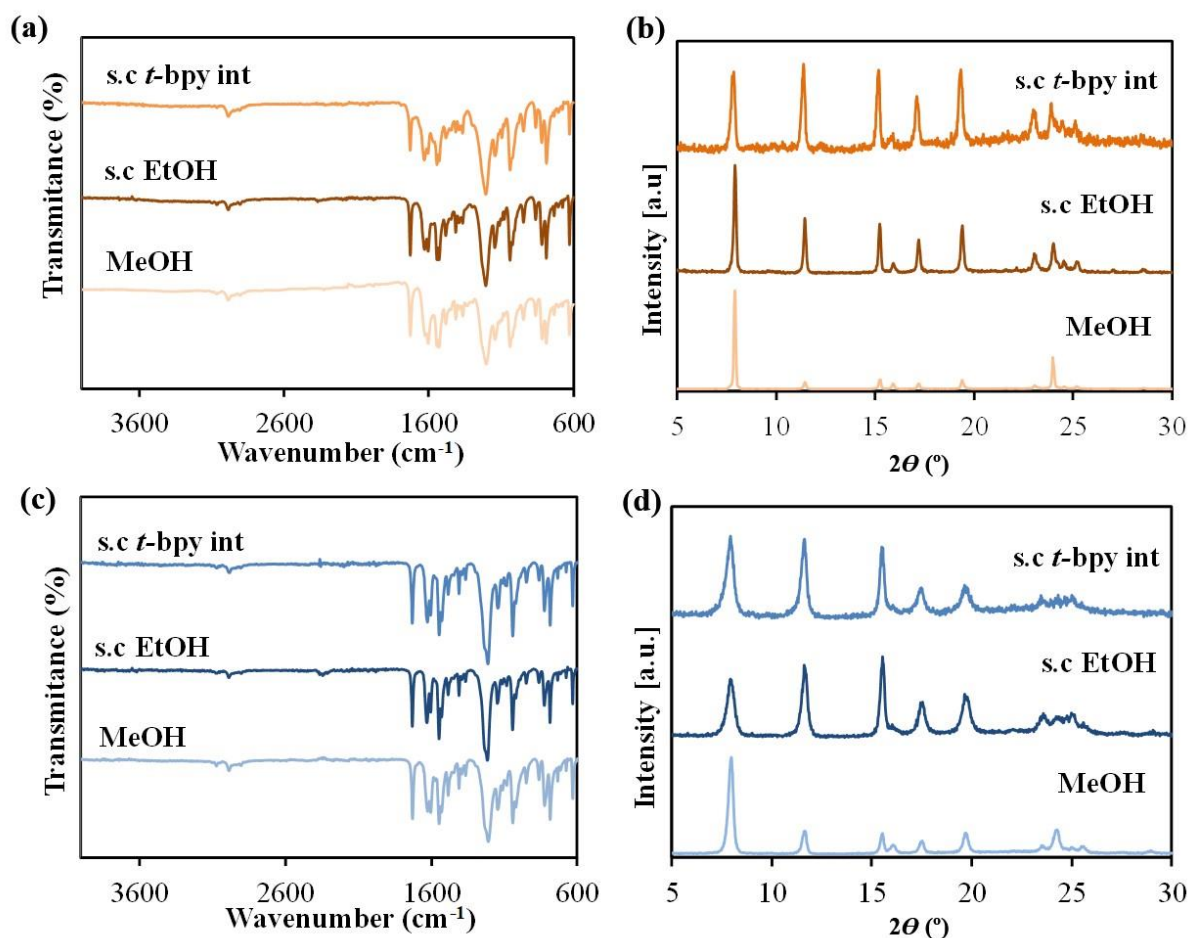 (a)
s.c t-bpy int
s.c EtOH
MeOH
Transmitance (%)
3600 2600 1600 600
Wavenumber (cm-1)
(b)
s.c t-bpy int
s.c EtOH
MeOH
Intensity [a.u]
5 10 15 20 25 30
2Θ (º)
(c)
s.c t-bpy int
s.c EtOH
MeOH
Transmitance (%)
3600 2600 1600 600
Wavenumber (cm-1)
(d)
s.c t-bpy int
s.c EtOH
MeOH
Intensity [a.u.]
5 10 15 20 25 30
2Θ (º)